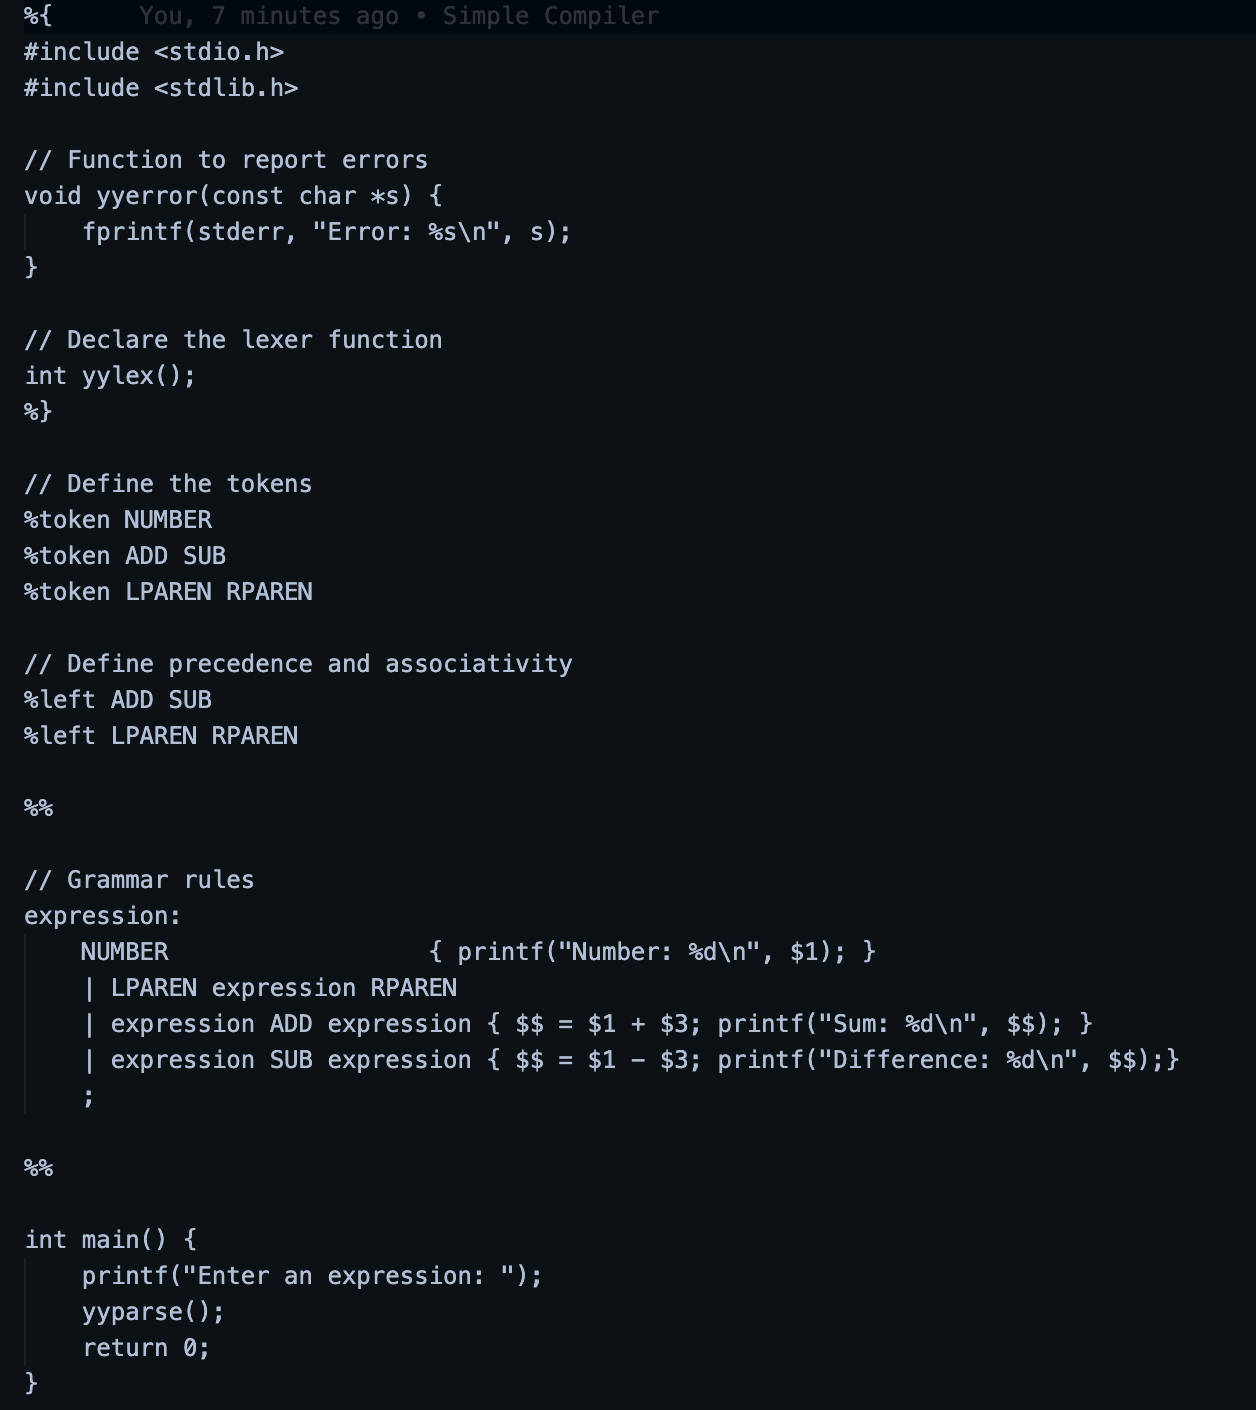 %{ You, 7 minutes ago • Simple Compiler
#include <stdio.h>
#include <stdlib.h>
// Function to report errors
void yyerror(const char *s) {
    fprintf(stderr, "Error: %s\n", s);
}
// Declare the lexer function
int yylex();
%}
// Define the tokens
%token NUMBER
%token ADD SUB
%token LPAREN RPAREN
// Define precedence and associativity
%left ADD SUB
%left LPAREN RPAREN
%%
// Grammar rules
expression:
    NUMBER                  { printf("Number: %d\n", $1); }
    | LPAREN expression RPAREN
    | expression ADD expression { $$ = $1 + $3; printf("Sum: %d\n", $$); }
    | expression SUB expression { $$ = $1 - $3; printf("Difference: %d\n", $$);}
    ;
%%
int main() {
    printf("Enter an expression: ");
    yyparse();
    return 0;
}